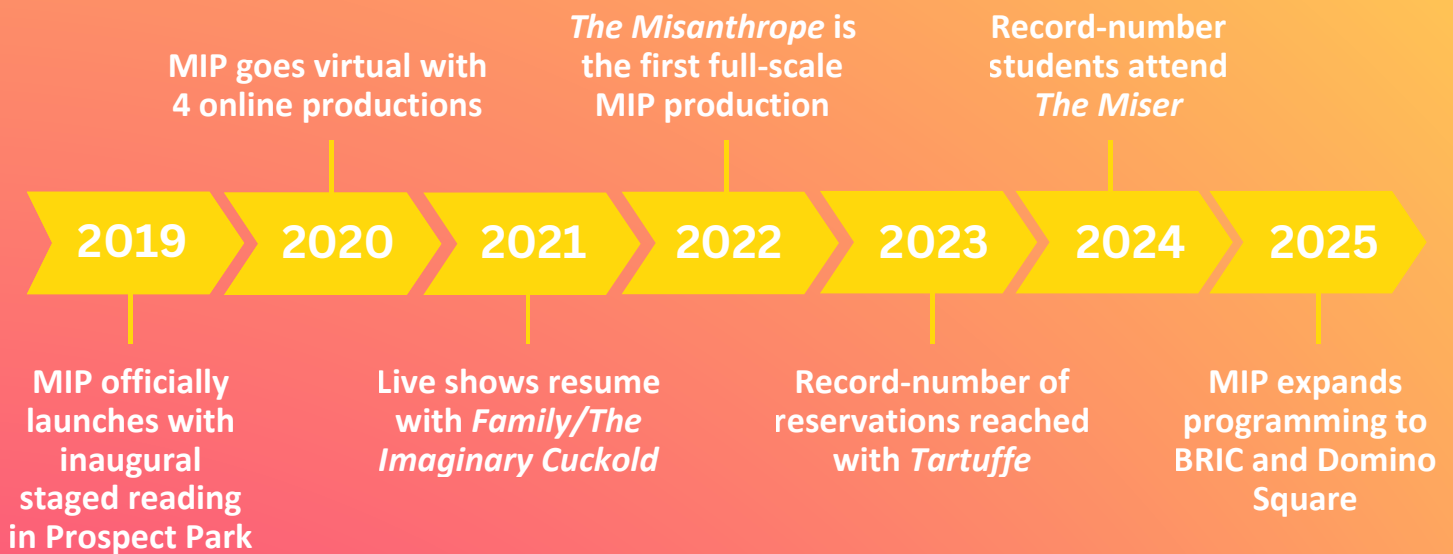 MIP goes virtual with
4 online productions
The Misanthrope is
the first full-scale
MIP production
Record-number
students attend
The Miser
2019
2020
2021
2022
2023
2024
2025
MIP officially
launches with
inaugural
staged reading
in Prospect Park
Live shows resume
with Family/The
Imaginary Cuckold
Record-number of
reservations reached
with Tartuffe
MIP expands
programming to
BRIC and Domino
Square